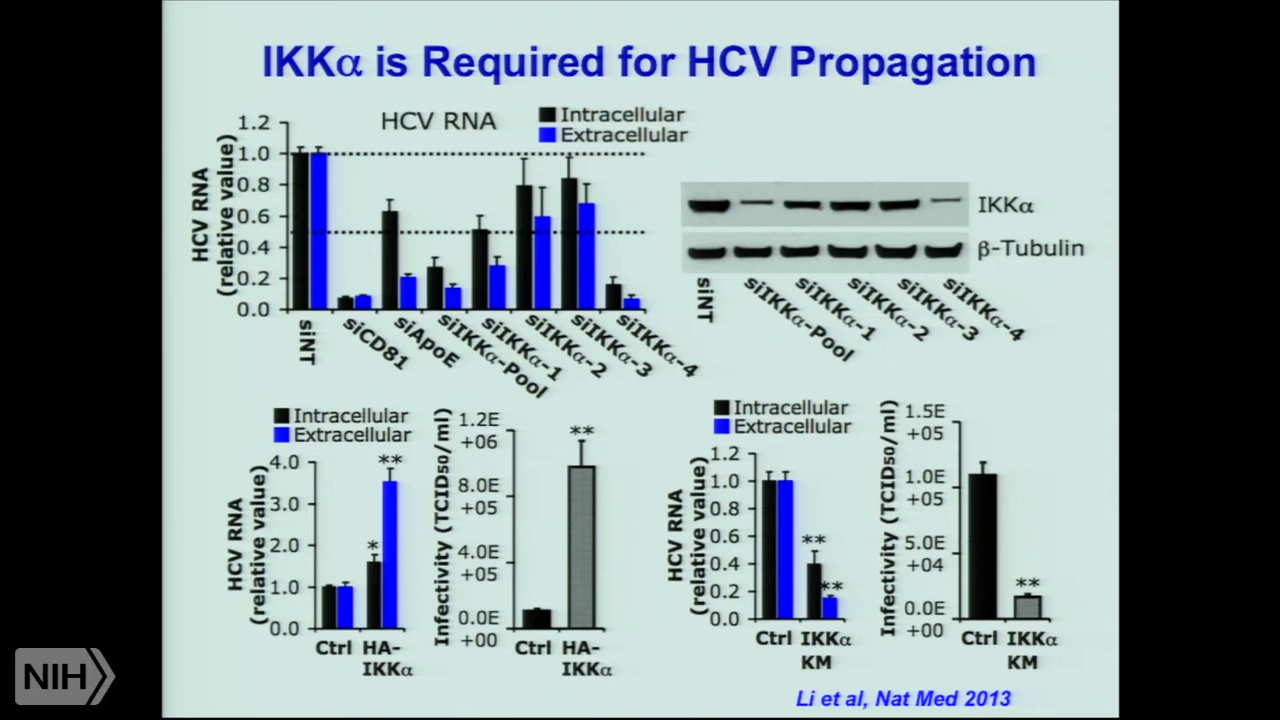 IKKα is Required for HCV Propagation
HCV RNA
Intracellular
Extracellular
HCV RNA
(relative value)
1.2
1.0
0.8
0.6
0.4
0.2
0.0
siNT
siCD81
siApoE
siIKKα-Pool
siIKKα-1
siIKKα-2
siIKKα-3
siIKKα-4
IKKα
β-Tubulin
siNT
siIKKα-Pool
siIKKα-1
siIKKα-2
siIKKα-3
siIKKα-4
Intracellular
Extracellular
HCV RNA
(relative value)
4.0
3.0
2.0
1.0
0.0
*
**
Ctrl
HA-
IKKα
Infectivity (TCID50/ml)
1.2E
+06
8.0E
+05
4.0E
+05
0.0E
+00
**
Ctrl
HA-
IKKα
Intracellular
Extracellular
HCV RNA
(relative value)
1.2
1.0
0.8
0.6
0.4
0.2
0.0
**
**
Ctrl
IKKα
KM
Infectivity (TCID50/ml)
1.5E
+05
1.0E
+05
5.0E
+04
0.0E
+00
**
Ctrl
IKKα
KM
Li et al, Nat Med 2013
NIH